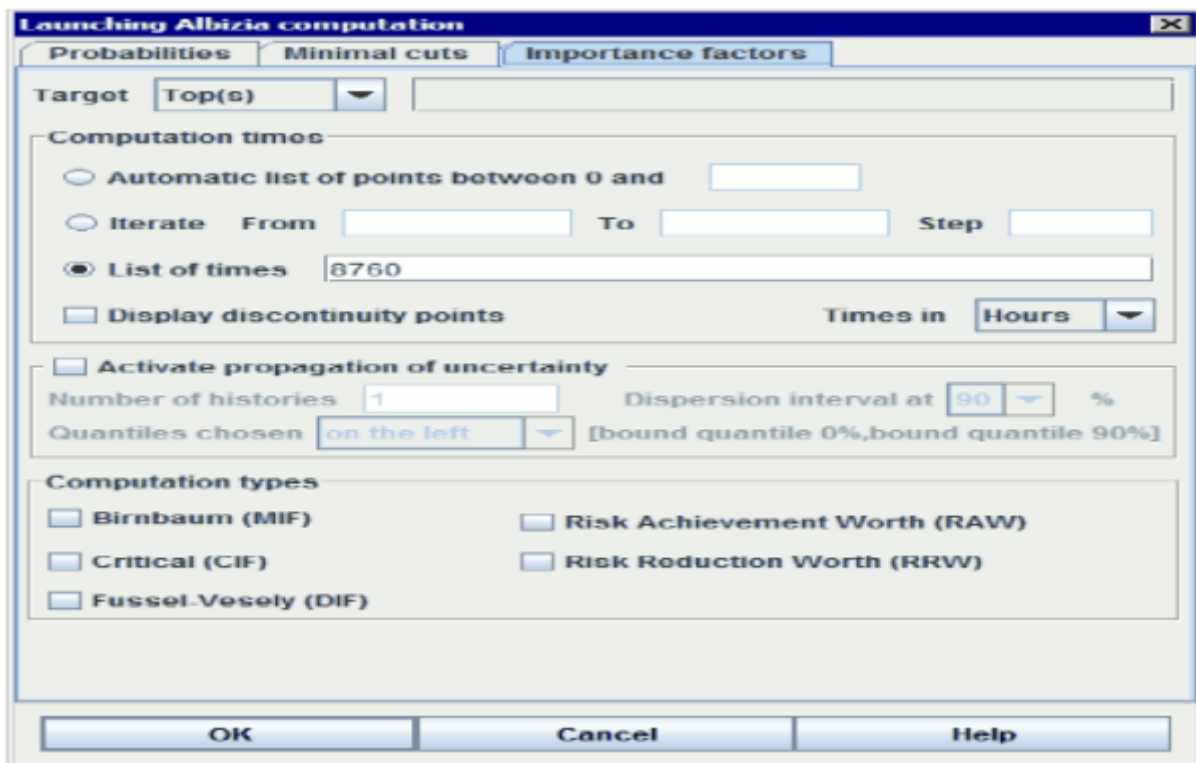 Launching Albizia computation
Probabilities Minimal cuts Importance factors
Target Top(s)
Computation times
Automatic list of points between 0 and
Iterate From To Step
List of times 8760
Display discontinuity points Times in Hours
Activate propagation of uncertainty
Number of histories 1 Dispersion interval at 90 %
Quantiles chosen on the left [bound quantile 0%,bound quantile 90%]
Computation types
Birnbaum (MIF) Risk Achievement Worth (RAW)
Critical (CIF) Risk Reduction Worth (RRW)
Fussel-Vesely (DIF)
OK Cancel Help